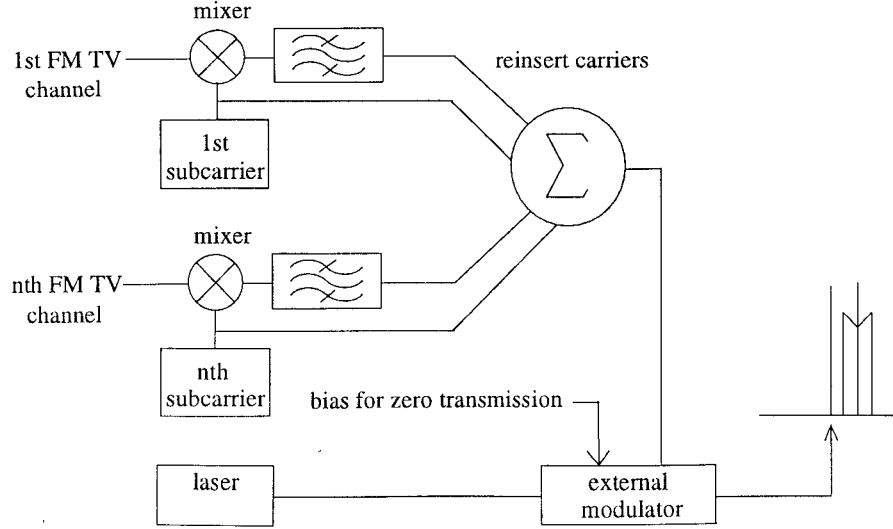 mixer
1st FM TV
channel
reinsert carriers
1st
subcarrier
Σ
mixer
nth FM TV
channel
nth
subcarrier
bias for zero transmission
laser
external
modulator